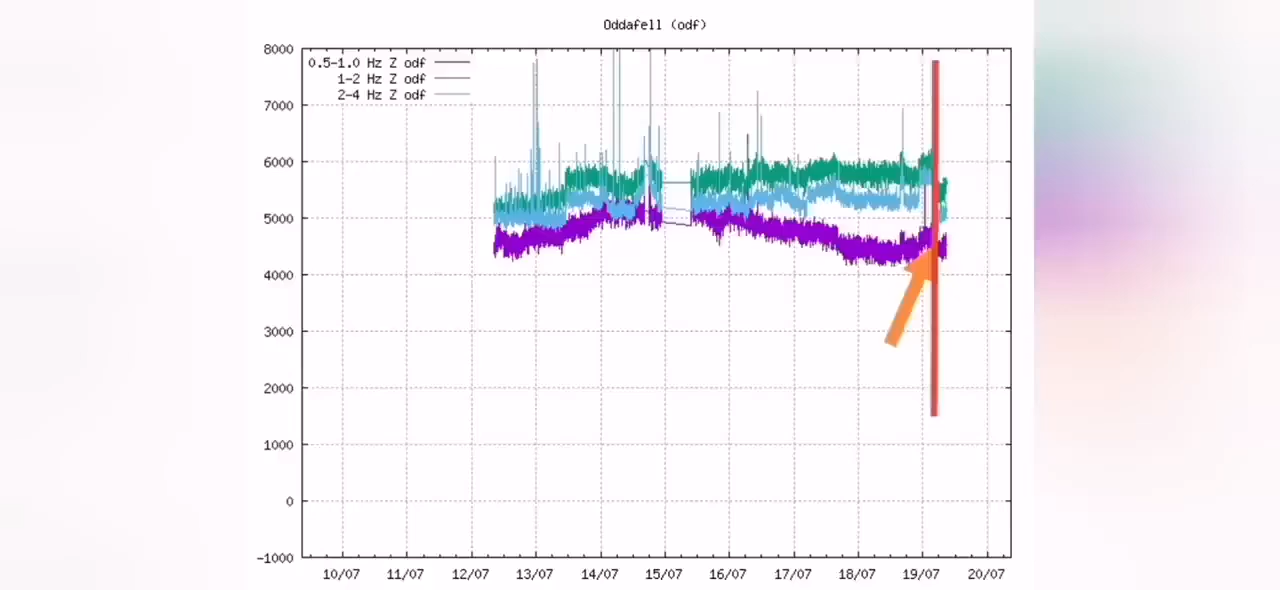 Oddafell (odf)
8000
0.5-1.0 Hz Z odf
1-2 Hz Z odf
2-4 Hz Z odf
7000
6000
5000
4000
3000
2000
1000
0
-1000
10/07 11/07 12/07 13/07 14/07 15/07 16/07 17/07 18/07 19/07 20/07